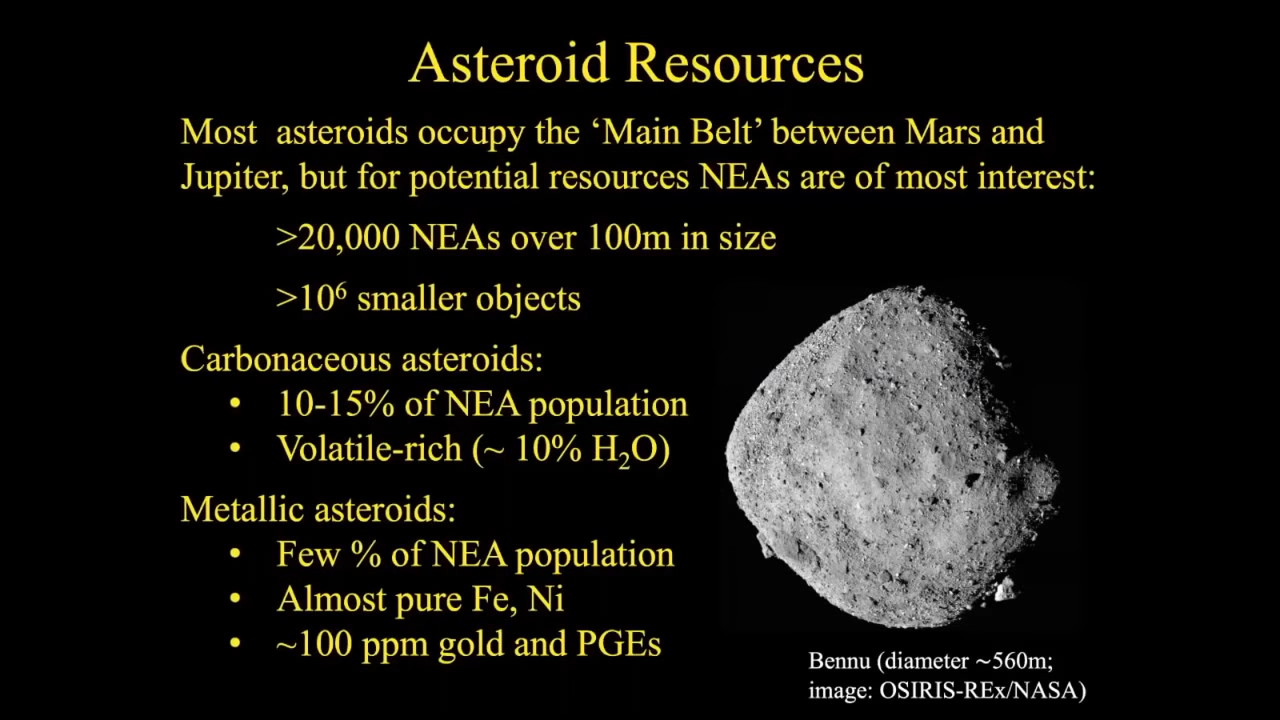 Asteroid Resources
Most asteroids occupy the ‘Main Belt’ between Mars and
Jupiter, but for potential resources NEAs are of most interest:
>20,000 NEAs over 100m in size
>10⁶ smaller objects
Carbonaceous asteroids:
• 10-15% of NEA population
• Volatile-rich (~ 10% H₂O)
Metallic asteroids:
• Few % of NEA population
• Almost pure Fe, Ni
• ~100 ppm gold and PGEs
Bennu (diameter ~560m;
image: OSIRIS-REx/NASA)